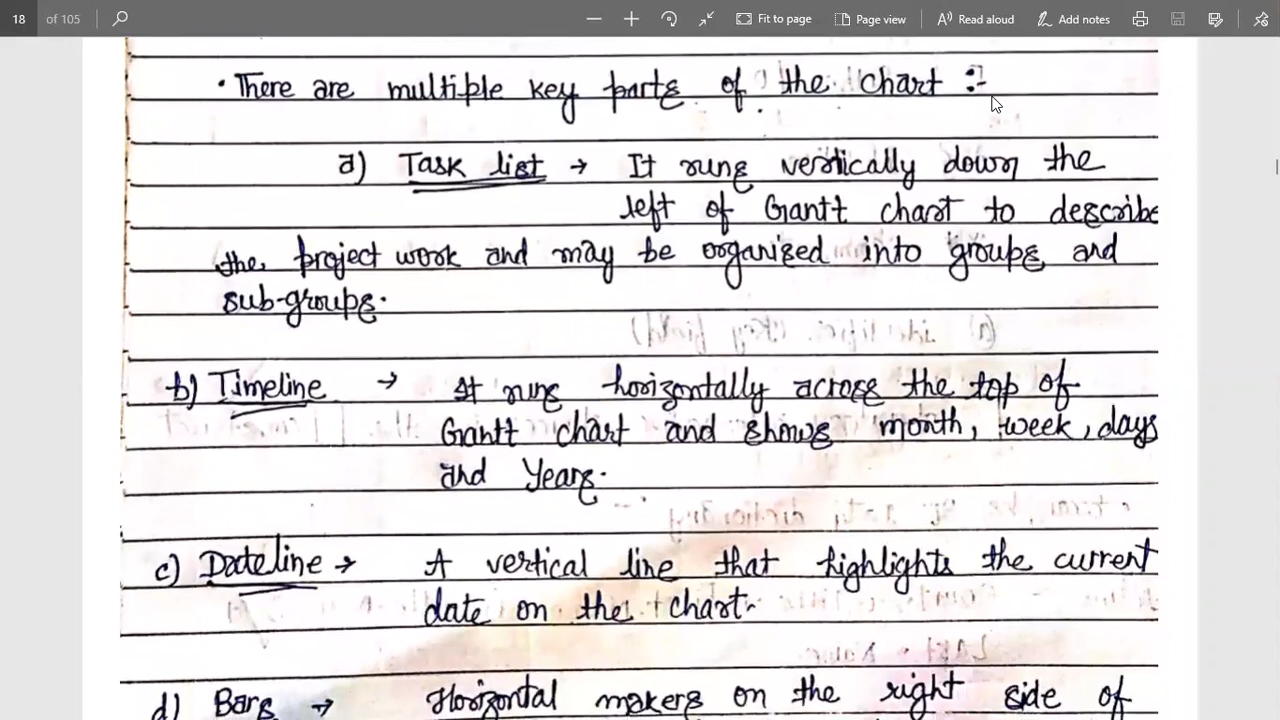 18 of 105 Fit to page Page view Read aloud Add notes
• There are multiple key parts of the chart :-
a) Task list → It runs vertically down the
left of Gantt chart to describe
the project work and may be organized into groups and
sub-groups.
b) Timeline → It runs horizontally across the top of
Gantt chart and shows month, week, days
and Years.
c) Dateline → A vertical line that highlights the current
date on the chart.
d) Bars → Horizontal makers on the right side of